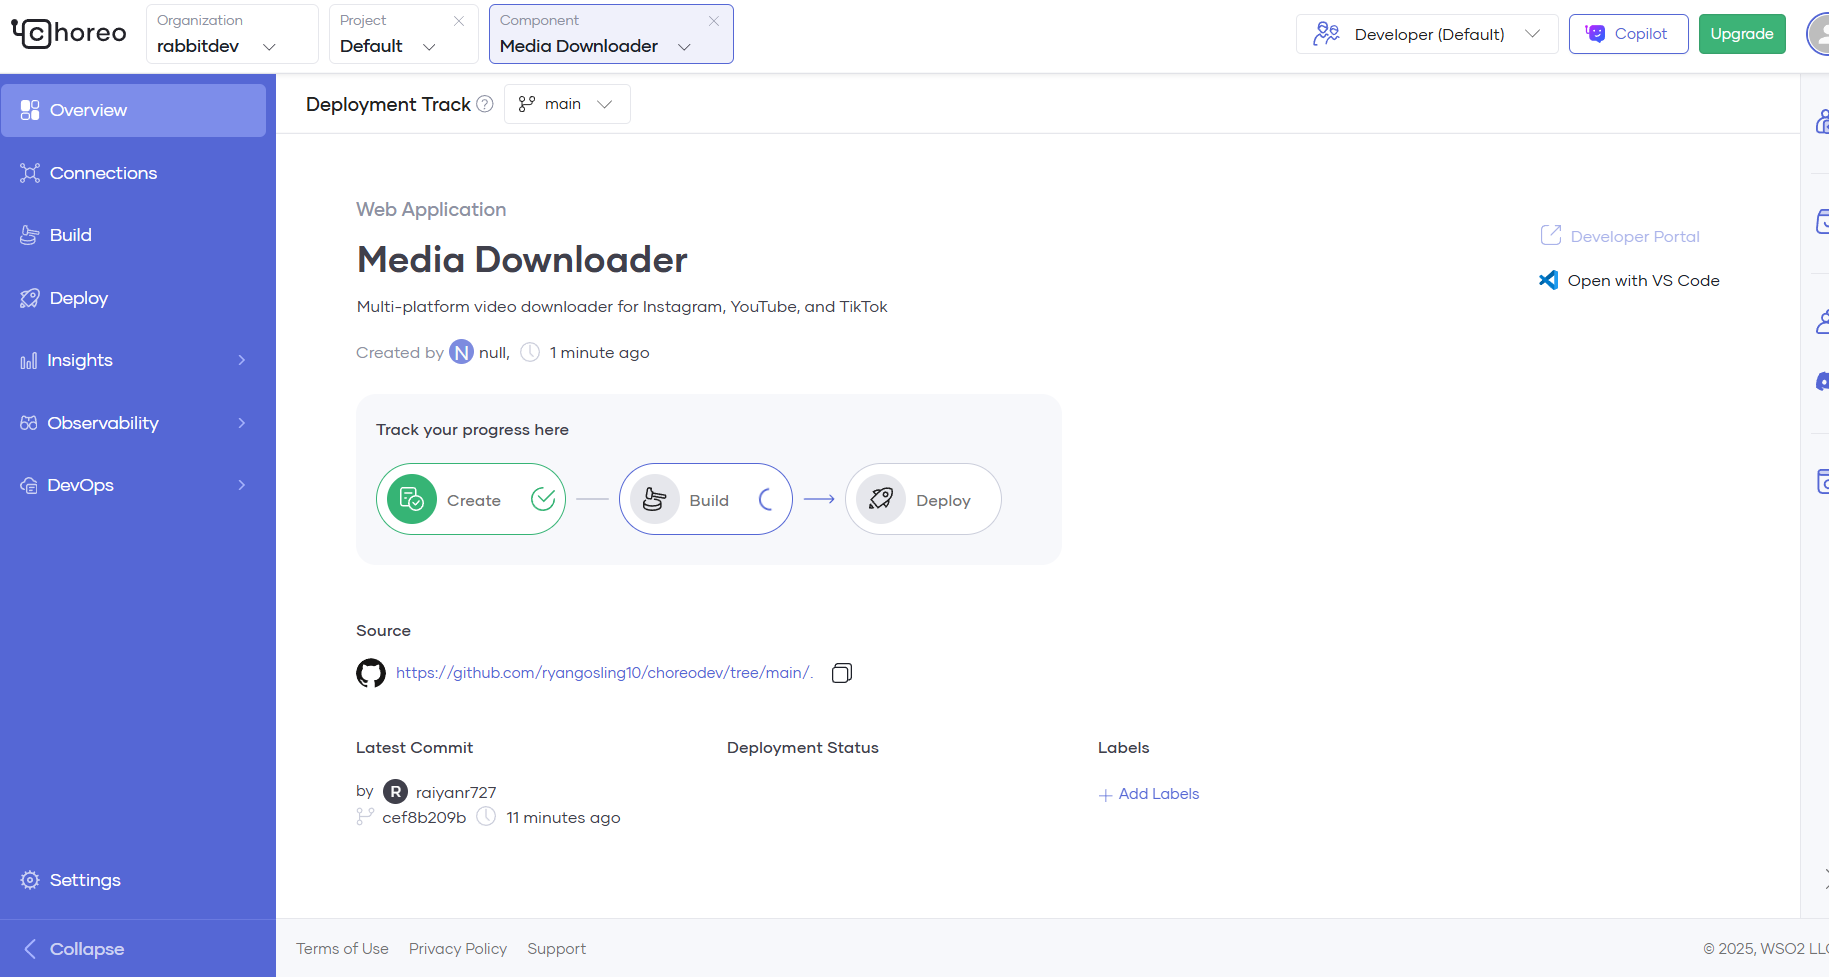 choreo
Organization
rabbitdev
Project
Default
Component
Media Downloader
Developer (Default)
Copilot
Upgrade
Overview
Connections
Build
Deploy
Insights
Observability
DevOps
Settings
Collapse
Deployment Track ?
main
Web Application
Media Downloader
Multi-platform video downloader for Instagram, YouTube, and TikTok
Created by N null, 1 minute ago
Developer Portal
Open with VS Code
Track your progress here
Create
Build
Deploy
Source
https://github.com/ryangosling10/choreodev/tree/main/.
Latest Commit
by R raiyanr727
cef8b209b 11 minutes ago
Deployment Status
Labels
+ Add Labels
Terms of Use Privacy Policy Support
© 2025, WSO2 LLC